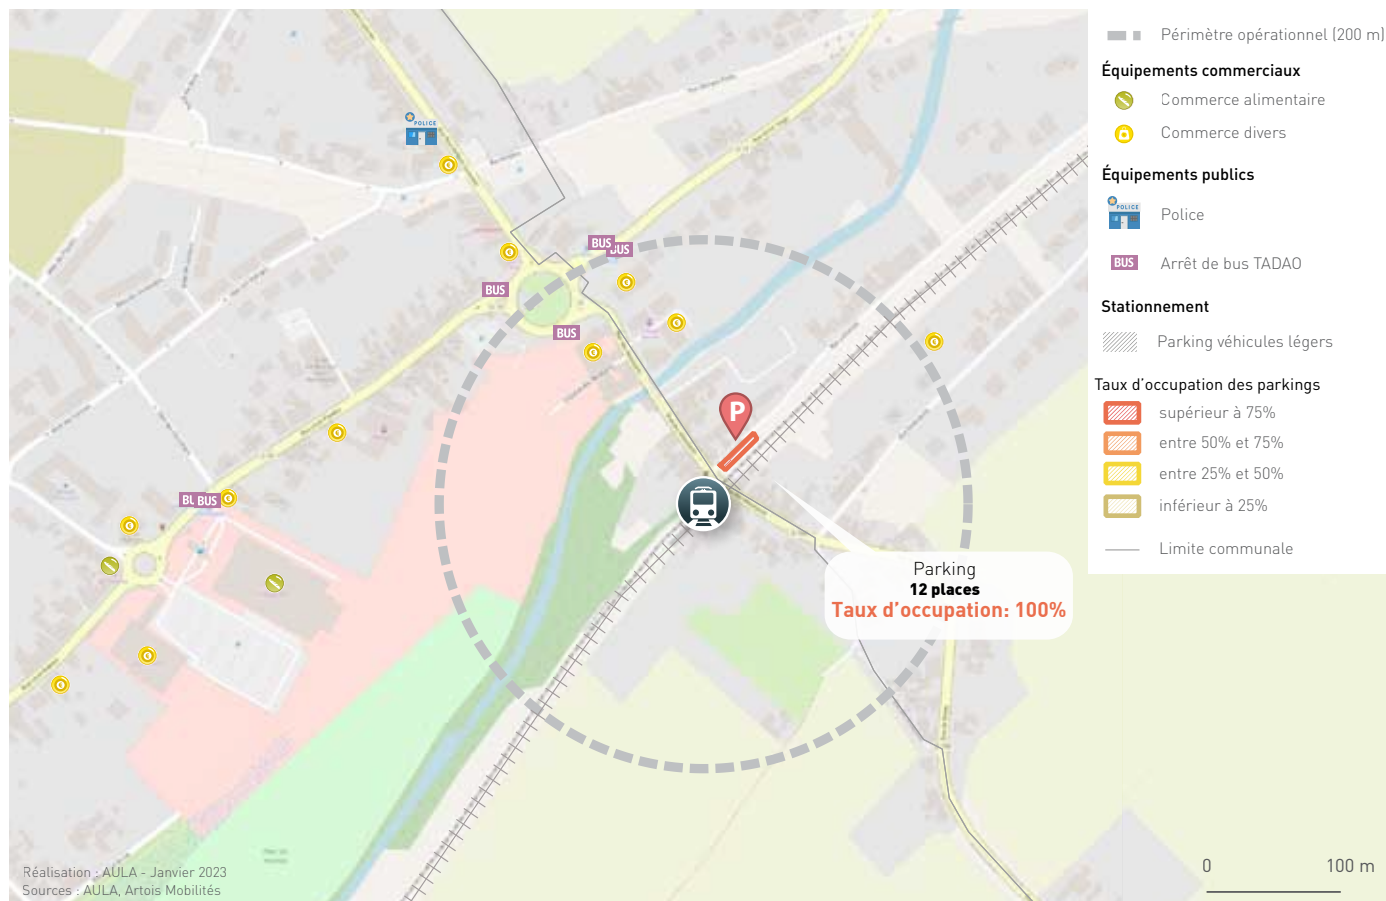 Périmètre opérationnel (200 m)
Équipements commerciaux
Commerce alimentaire
Commerce divers
Équipements publics
POLICE
Police
BUS
Arrêt de bus TADAO
Stationnement
Parking véhicules légers
Taux d'occupation des parkings
supérieur à 75%
entre 50% et 75%
entre 25% et 50%
inférieur à 25%
Limite communale
POLICE
BUS
BUS
BUS
BUS
BUS
P
Parking
12 places
Taux d'occupation: 100%
0 100 m
Réalisation : AULA - Janvier 2023
Sources : AULA, Artois Mobilités